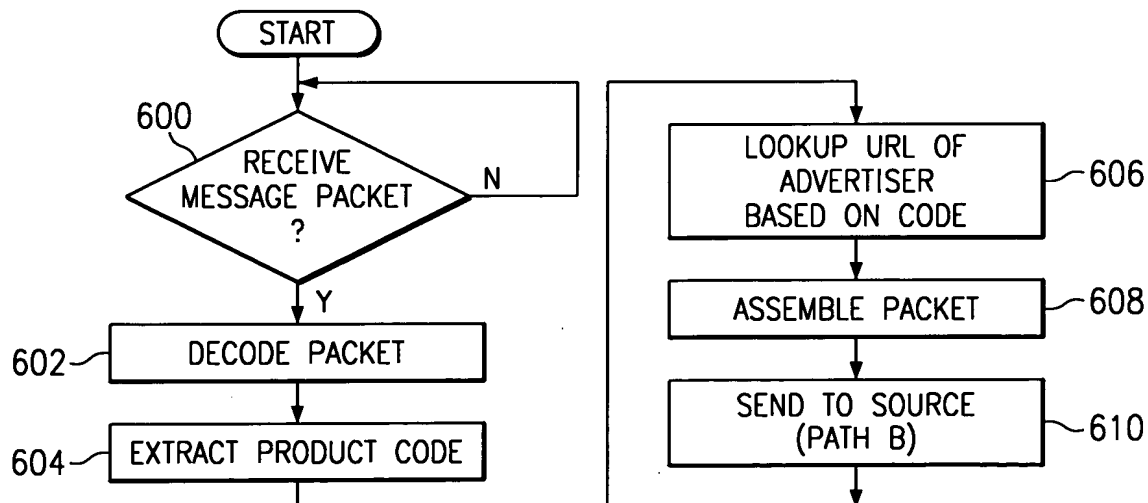 START
600
RECEIVE
MESSAGE PACKET
?
N
Y
602
DECODE PACKET
604
EXTRACT PRODUCT CODE
LOOKUP URL OF
ADVERTISER
BASED ON CODE
606
ASSEMBLE PACKET
608
SEND TO SOURCE
(PATH B)
610